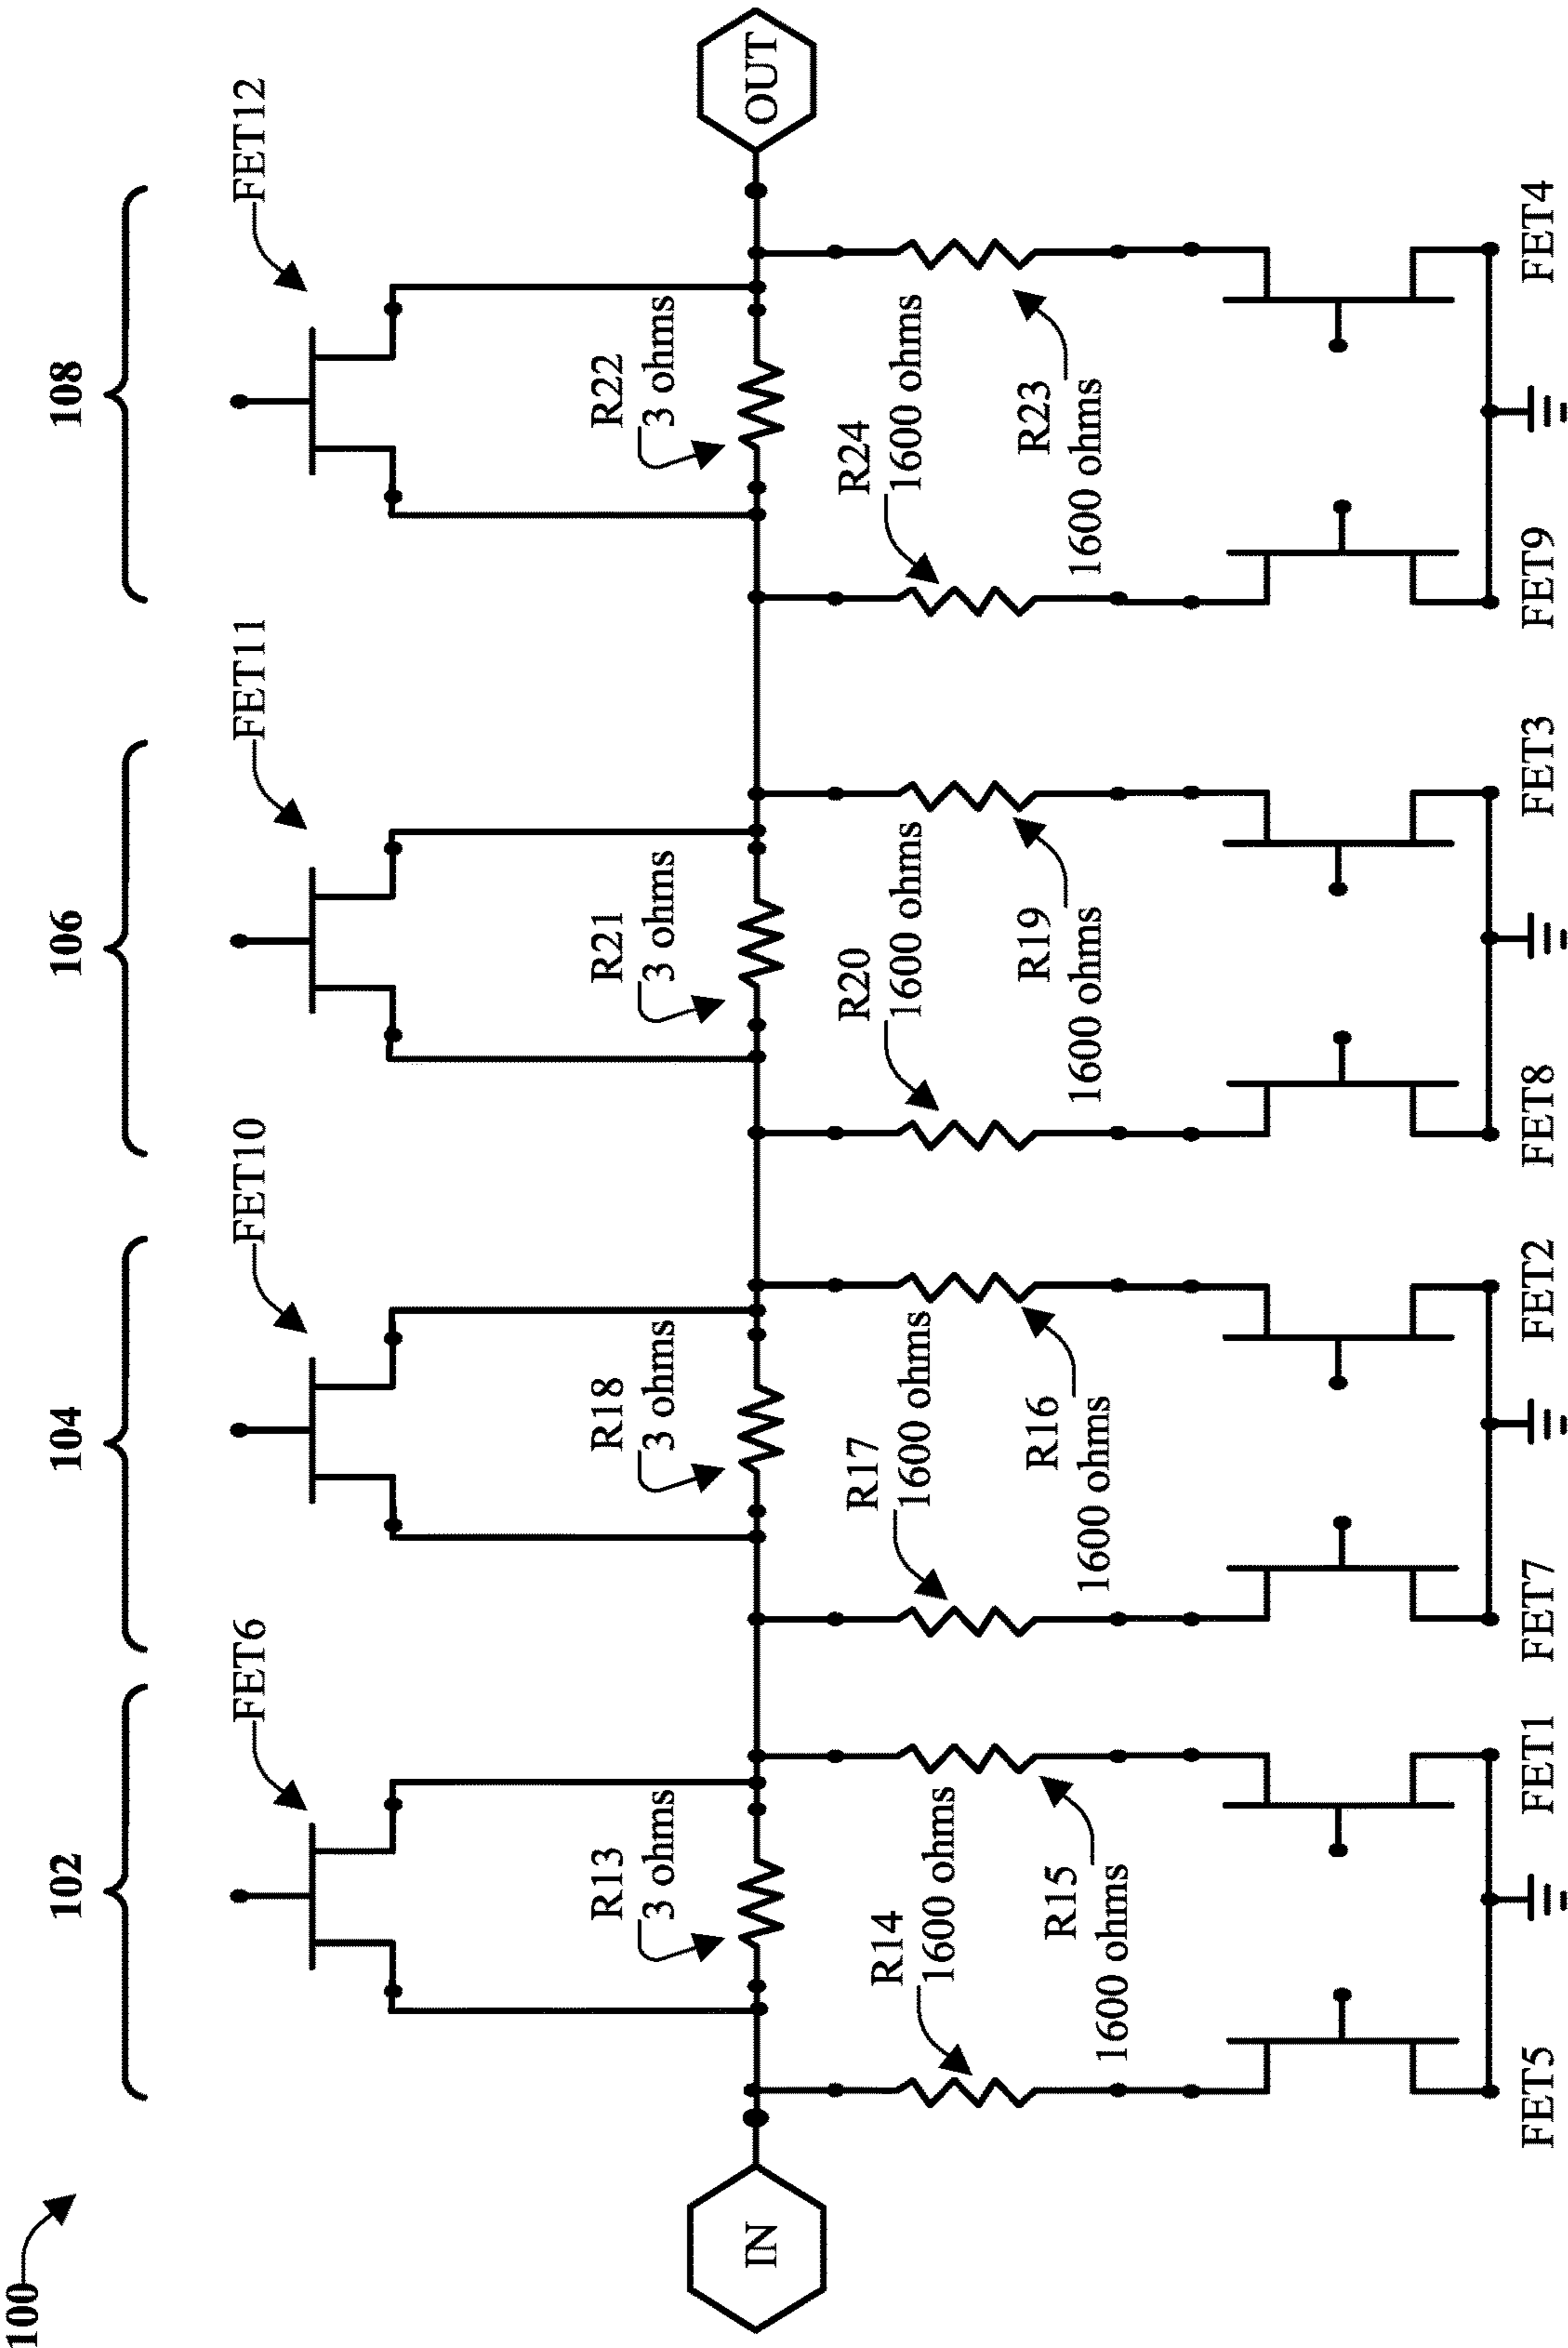 100
102
104
106
108
FET6
FET10
FET11
FET12
R13
3 ohms
R18
3 ohms
R21
3 ohms
R22
3 ohms
IN
OUT
R14
1600 ohms
R15
1600 ohms
R17
1600 ohms
R16
1600 ohms
R20
1600 ohms
R19
1600 ohms
R24
1600 ohms
R23
1600 ohms
FET5
FET1
FET7
FET2
FET8
FET3
FET9
FET4